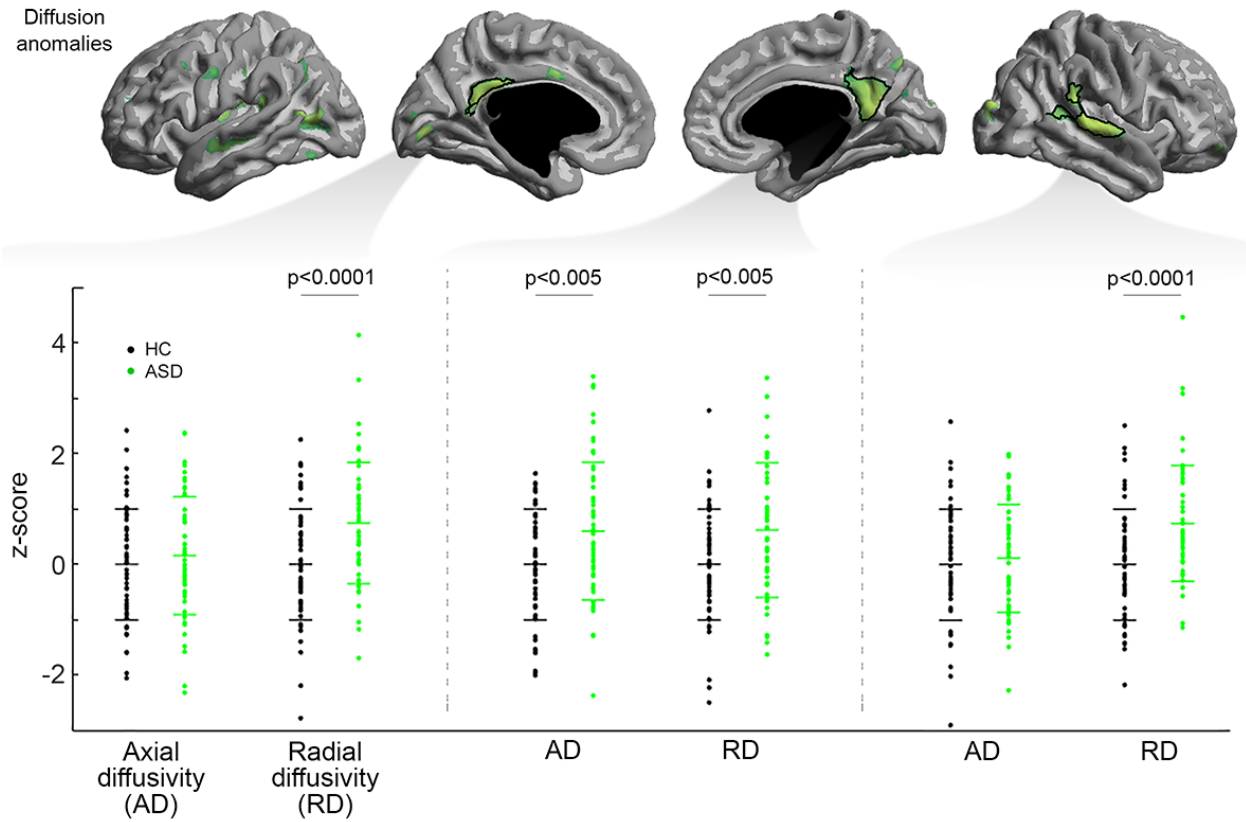 Diffusion
anomalies
p<0.0001
p<0.005
p<0.005
p<0.0001
4
2
0
-2
z-score
HC
ASD
Axial
diffusivity
(AD)
Radial
diffusivity
(RD)
AD
RD
AD
RD